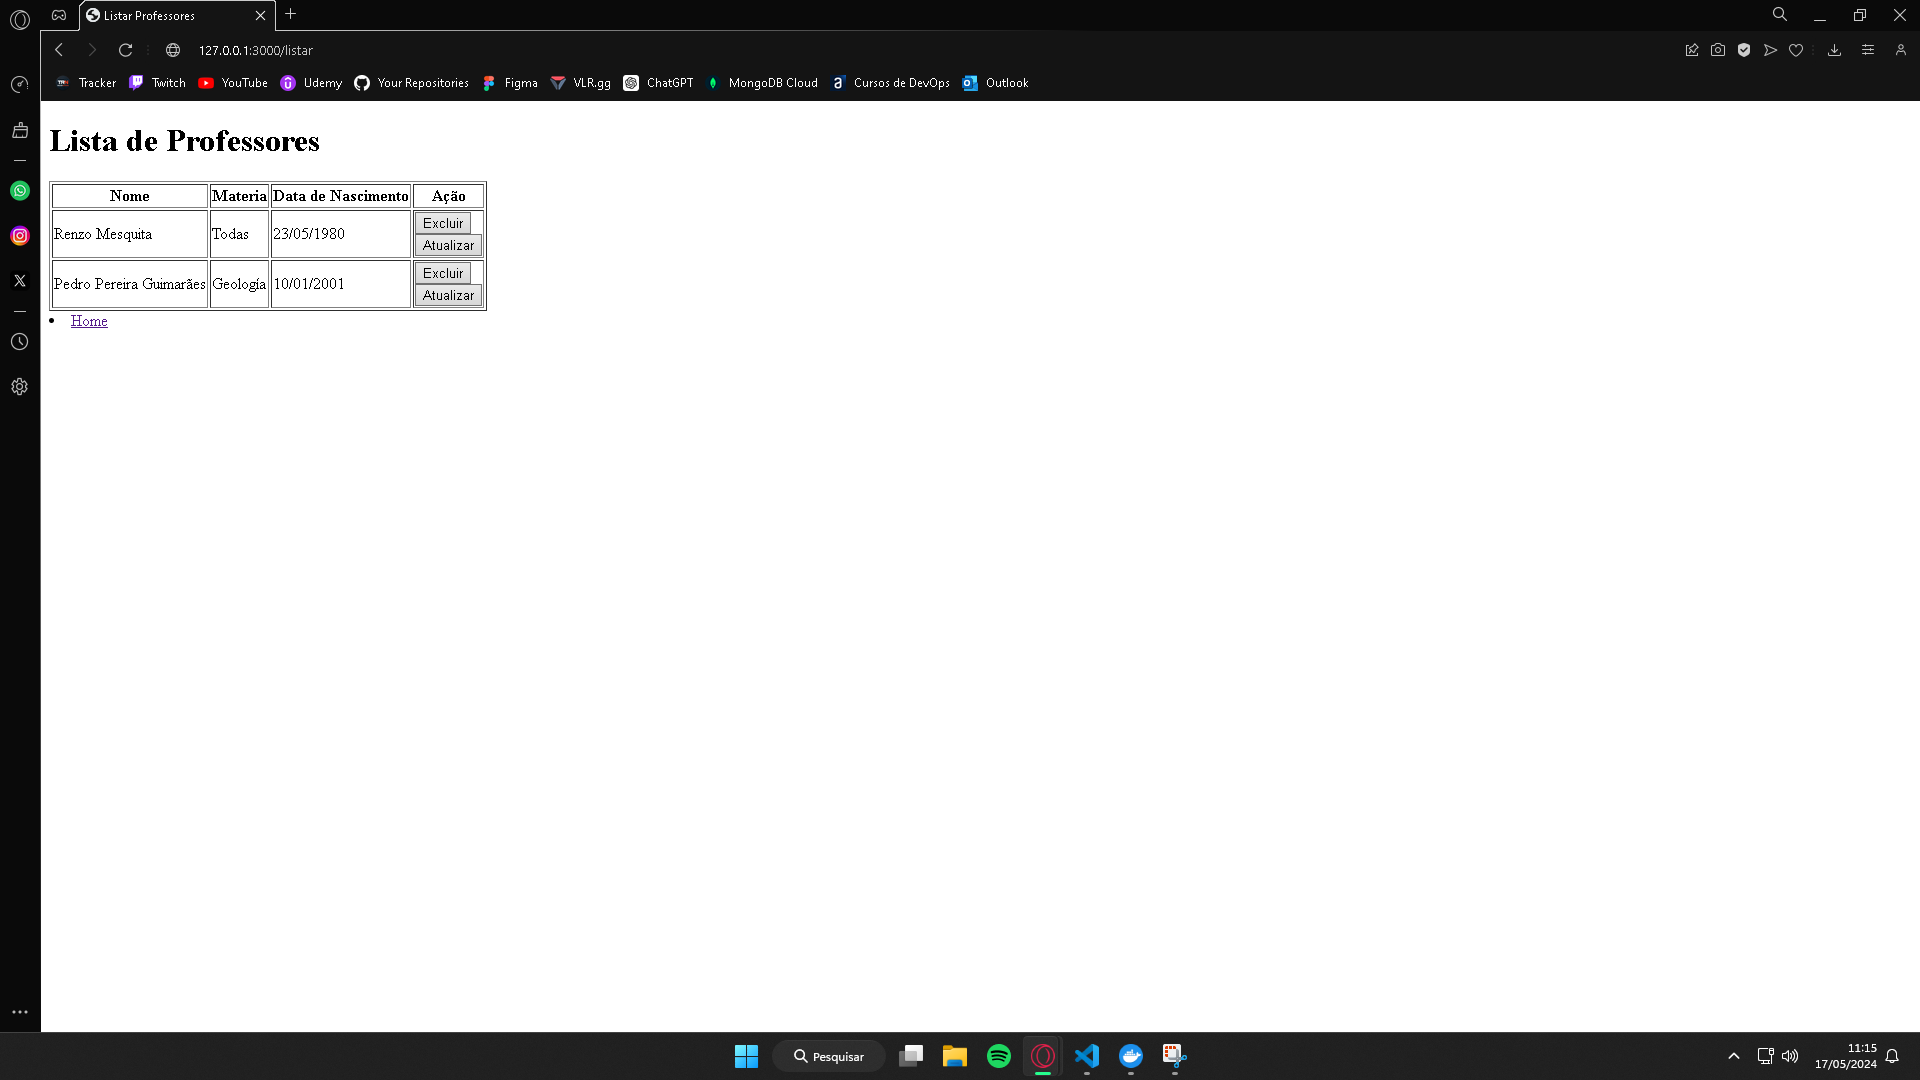 Listar Professores
127.0.0.1:3000/listar
Tracker Twitch YouTube Udemy Your Repositories Figma VLR.gg ChatGPT MongoDB Cloud Cursos de DevOps Outlook
Lista de Professores
Nome Materia Data de Nascimento Ação
Renzo Mesquita Todas 23/05/1980 Excluir
Atualizar
Pedro Pereira Guimarães Geologia 10/01/2001 Excluir
Atualizar
Home
Pesquisar
11:15
17/05/2024